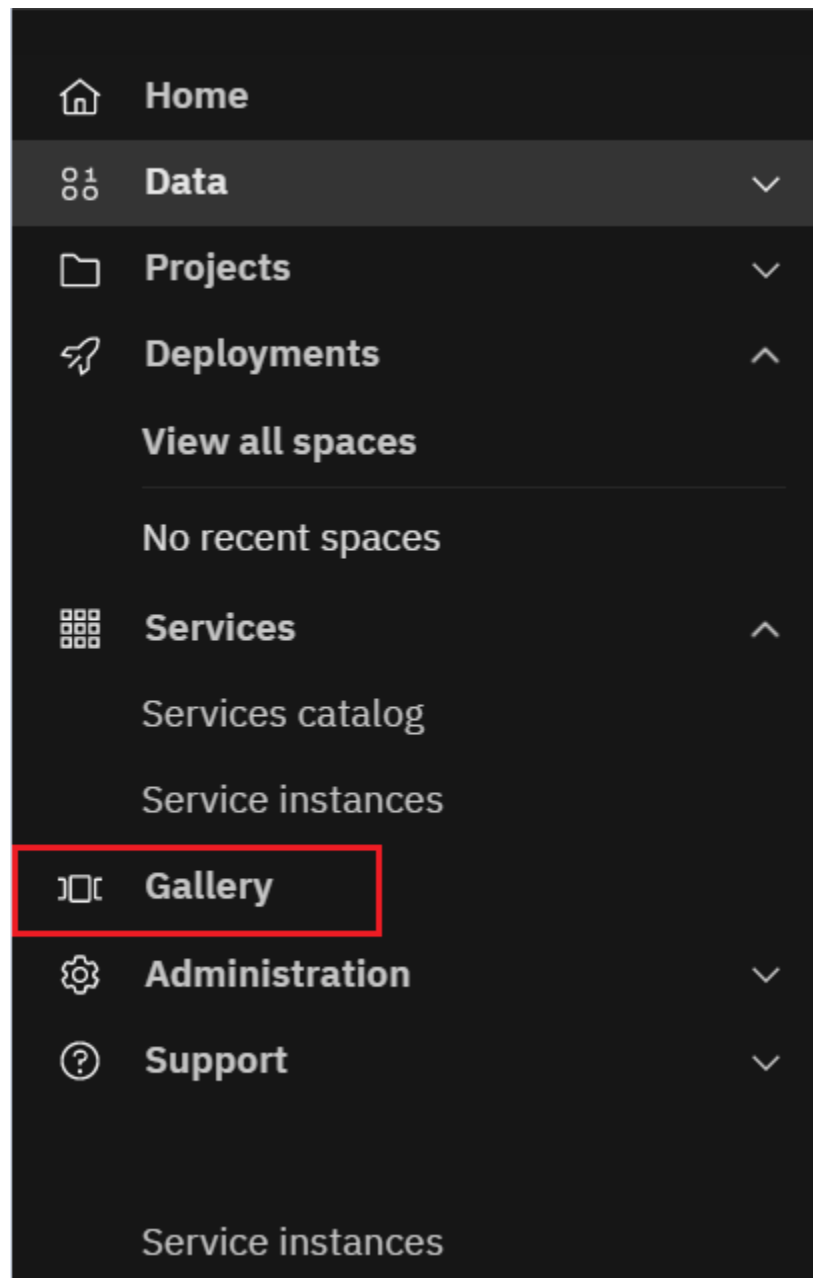 Home
Data
Projects
Deployments
View all spaces
No recent spaces
Services
Services catalog
Service instances
Gallery
Administration
Support
Service instances